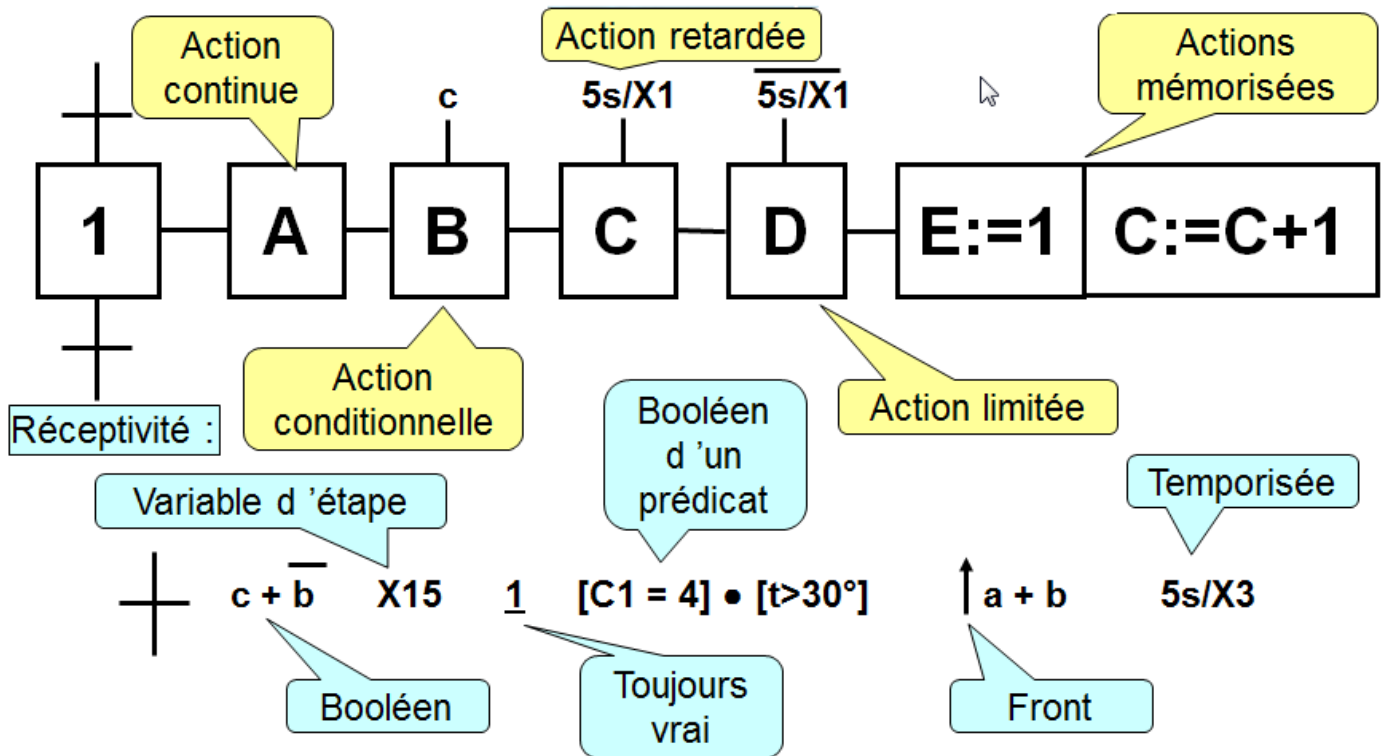 Action
continue
Action retardée
Actions
mémorisées
c
5s/X1
5s/X1
1
A
B
C
D
E:=1
C:=C+1
Action
conditionnelle
Action limitée
Réceptivité :
Variable d ’étape
Booléen
d ’un
prédicat
Temporisée
c + b̅ X15 1 [C1 = 4] ● [t>30°] ↑ a + b 5s/X3
Booléen
Toujours
vrai
Front